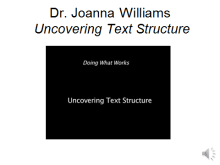 Dr. Joanna Williams
Uncovering Text Structure
Doing What Works
Uncovering Text Structure